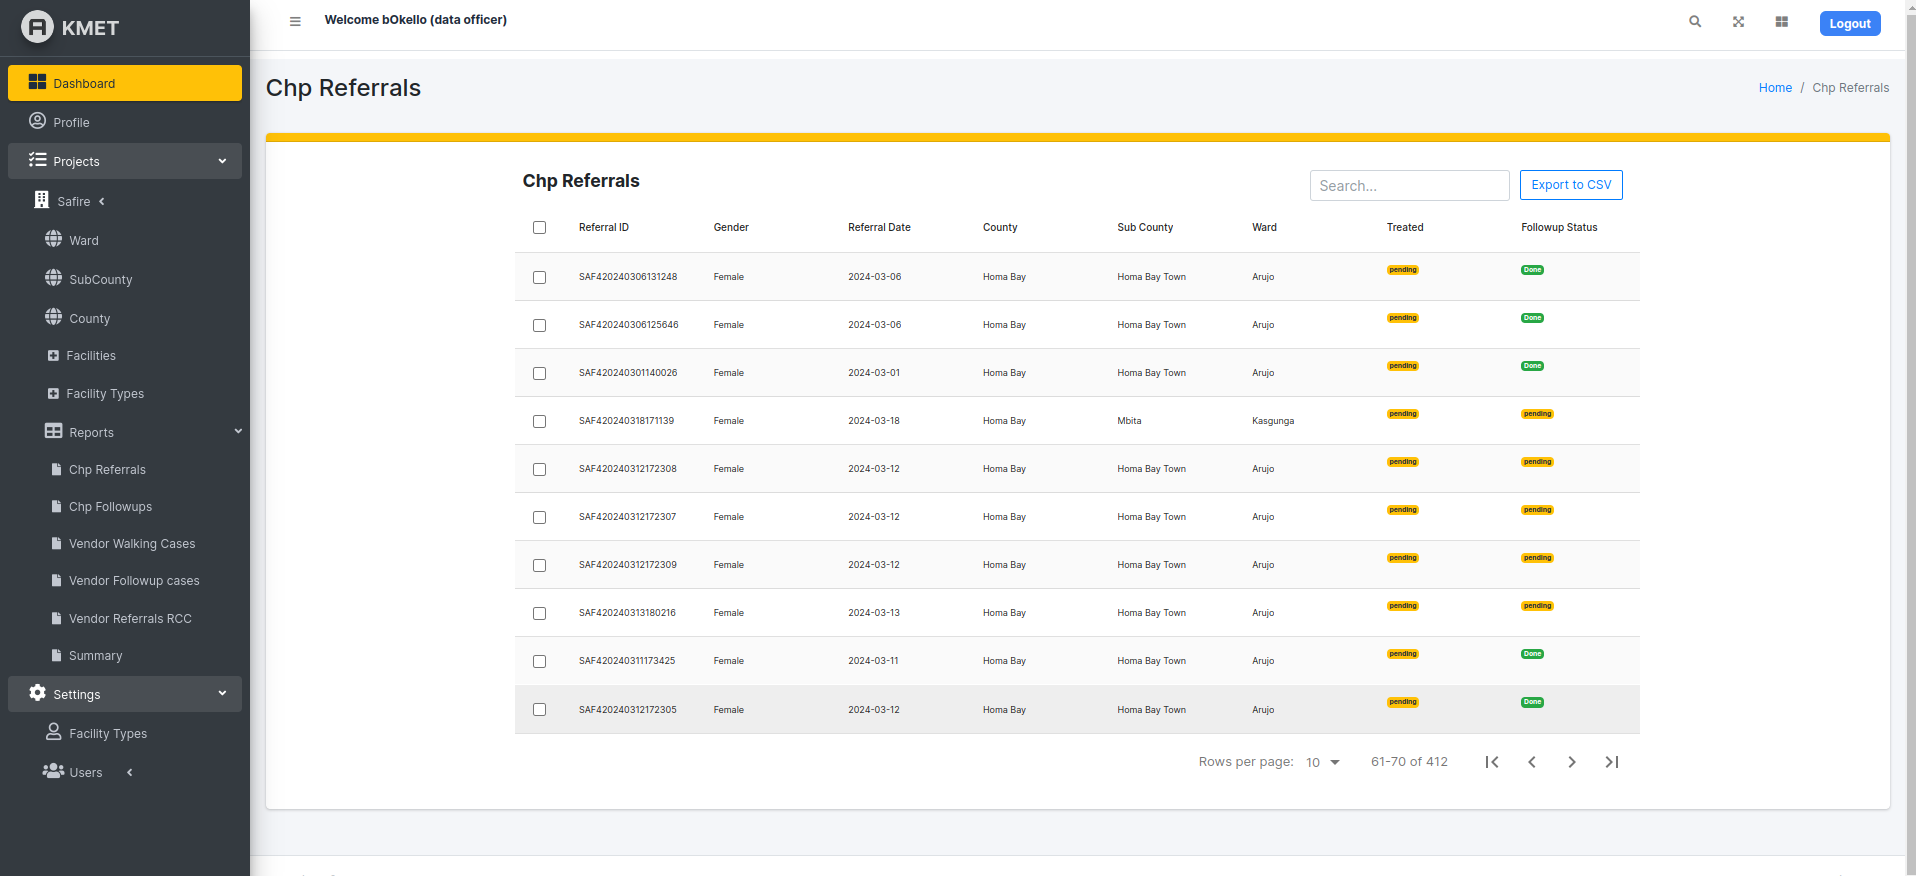 KMET
Welcome bOkello (data officer)
Logout
Dashboard
Profile
Projects
Safire
Ward
SubCounty
County
Facilities
Facility Types
Reports
Chp Referrals
Chp Followups
Vendor Walking Cases
Vendor Followup cases
Vendor Referrals RCC
Summary
Settings
Facility Types
Users
Chp Referrals
Home / Chp Referrals
Chp Referrals
Search...
Export to CSV
Referral ID Gender Referral Date County Sub County Ward Treated Followup Status
SAF420240306131248 Female 2024-03-06 Homa Bay Homa Bay Town Arujo pending Done
SAF420240306125646 Female 2024-03-06 Homa Bay Homa Bay Town Arujo pending Done
SAF420240301140026 Female 2024-03-01 Homa Bay Homa Bay Town Arujo pending Done
SAF420240318171139 Female 2024-03-18 Homa Bay Mbita Kasgunga pending pending
SAF420240312172308 Female 2024-03-12 Homa Bay Homa Bay Town Arujo pending pending
SAF420240312172307 Female 2024-03-12 Homa Bay Homa Bay Town Arujo pending pending
SAF420240312172309 Female 2024-03-12 Homa Bay Homa Bay Town Arujo pending pending
SAF420240313180216 Female 2024-03-13 Homa Bay Homa Bay Town Arujo pending pending
SAF420240311173425 Female 2024-03-11 Homa Bay Homa Bay Town Arujo pending Done
SAF420240312172305 Female 2024-03-12 Homa Bay Homa Bay Town Arujo pending Done
Rows per page: 10 61-70 of 412